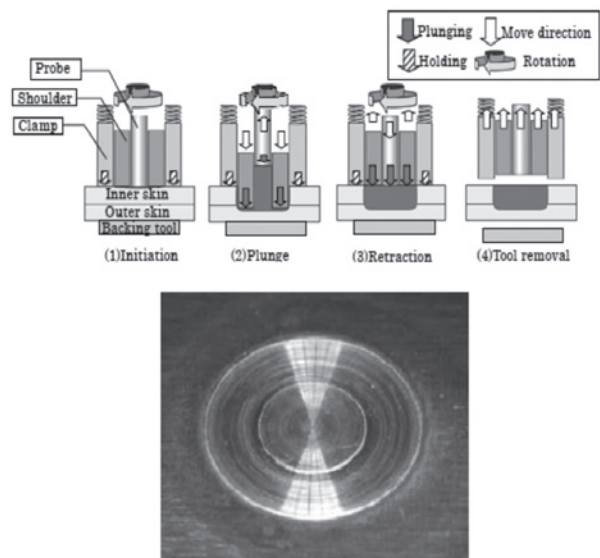 Plunging
Move direction
Holding
Rotation
Probe
Shoulder
Clamp
Inner skin
Outer skin
Backing tool
(1)Initiation
(2)Plunge
(3)Retraction
(4)Tool removal